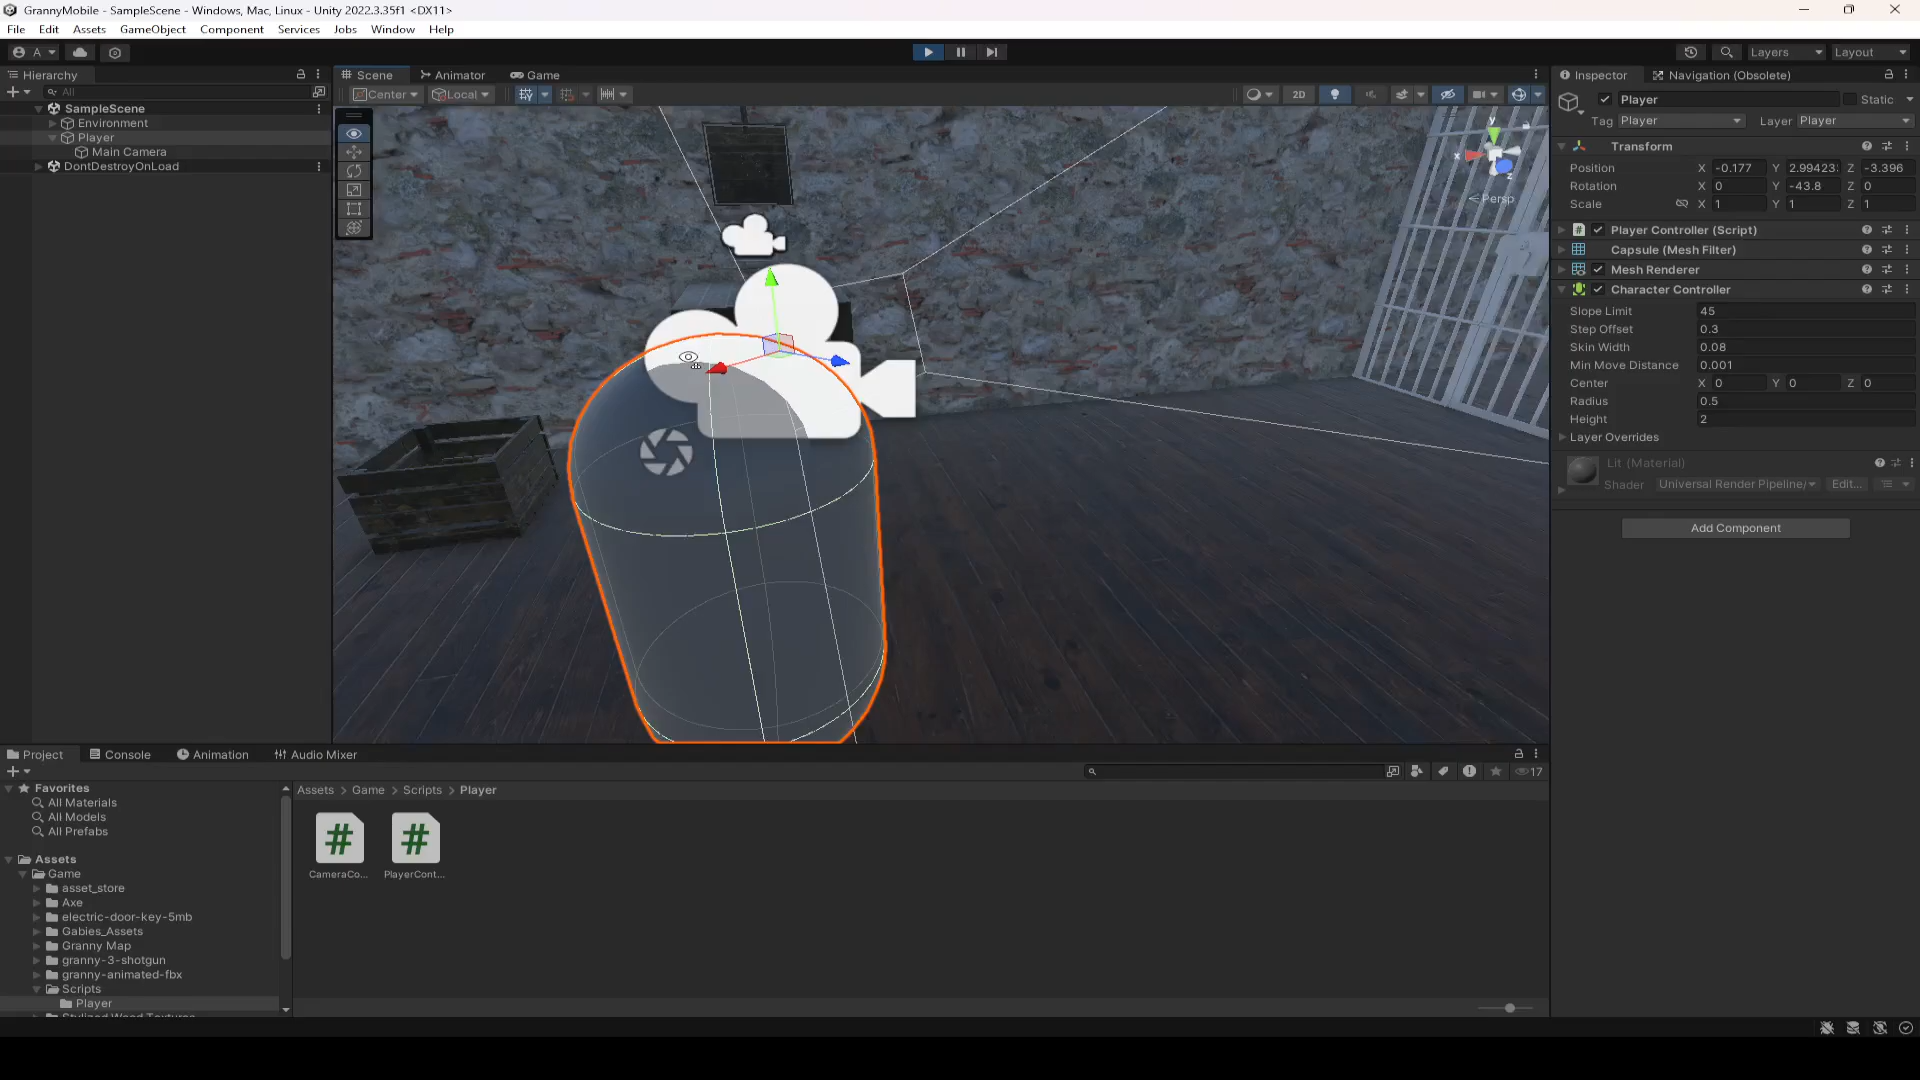 GrannyMobile - SampleScene - Windows, Mac, Linux - Unity 2022.3.35f1 <DX11>
File Edit Assets GameObject Component Services Jobs Window Help
A Layers Layout
Hierarchy
All
SampleScene
Environment
Player
Main Camera
DontDestroyOnLoad
Scene Animator Game
Center Local 2D
y
x
z
Persp
Inspector Navigation (Obsolete)
Player Static
Tag Player Layer Player
Transform
Position X -0.177 Y 2.99423 Z -3.396
Rotation X 0 Y -43.8 Z 0
Scale X 1 Y 1 Z 1
Player Controller (Script)
Capsule (Mesh Filter)
Mesh Renderer
Character Controller
Slope Limit 45
Step Offset 0.3
Skin Width 0.08
Min Move Distance 0.001
Center X 0 Y 0 Z 0
Radius 0.5
Height 2
Layer Overrides
Lit (Material)
Shader Universal Render Pipeline/ Edit...
Add Component
Project Console Animation Audio Mixer
17
Favorites
All Materials
All Models
All Prefabs
Assets
Game
asset_store
Axe
electric-door-key-5mb
Gabies_Assets
Granny Map
granny-3-shotgun
granny-animated-fbx
Scripts
Player
Stylized Wood Textures
Assets > Game > Scripts > Player
# #
CameraCo... PlayerCont...